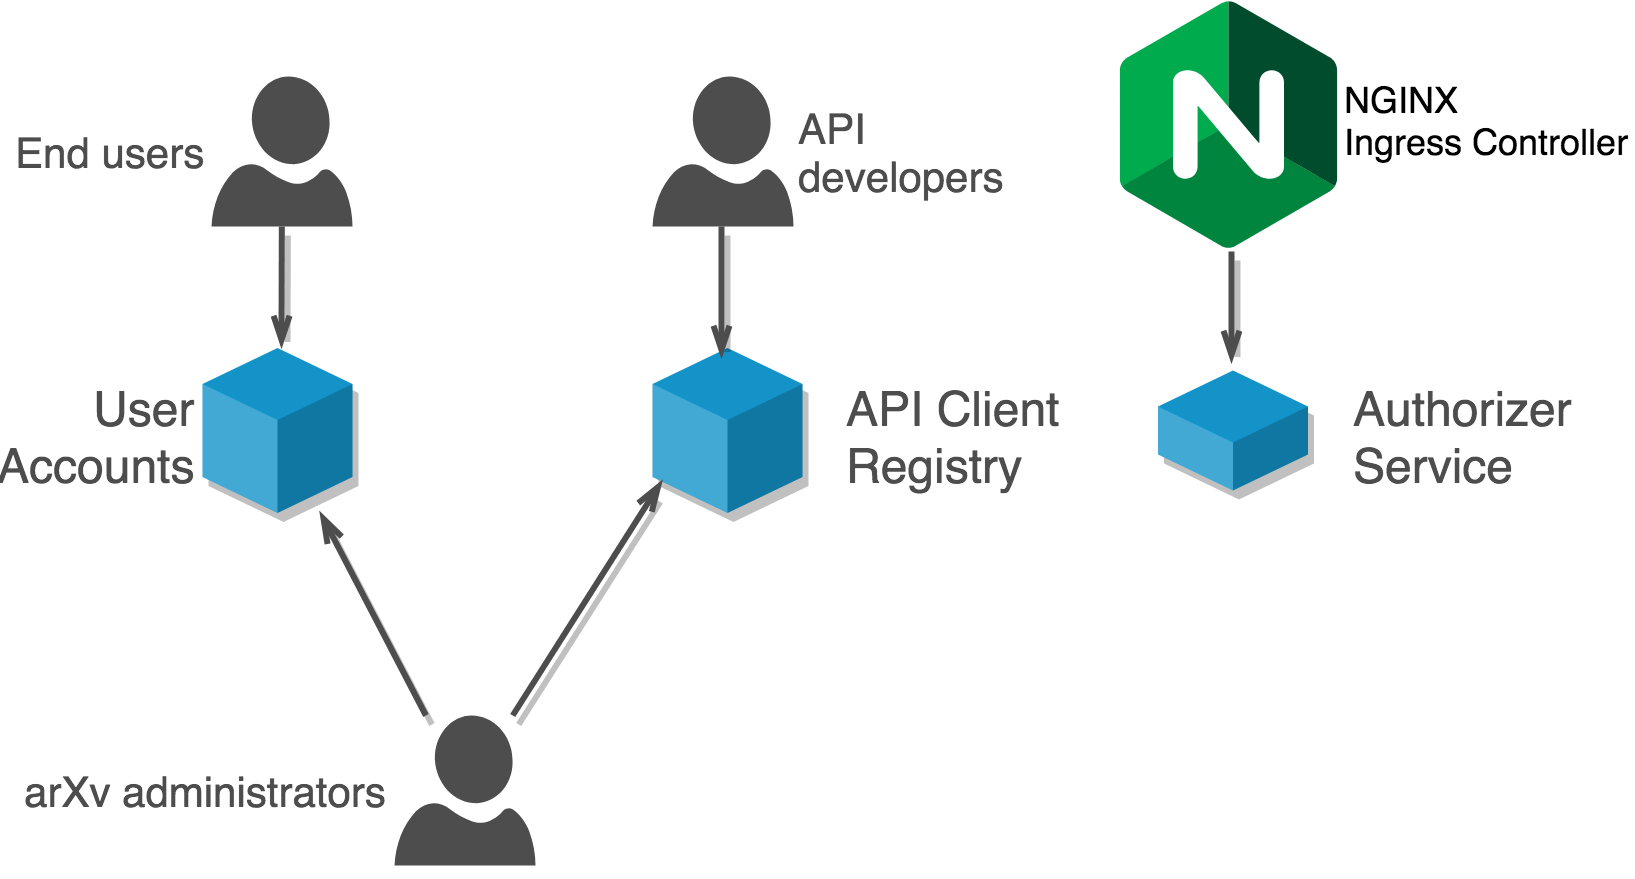 End users
API
developers
NGINX
Ingress Controller
User
Accounts
API Client
Registry
Authorizer
Service
arXv administrators